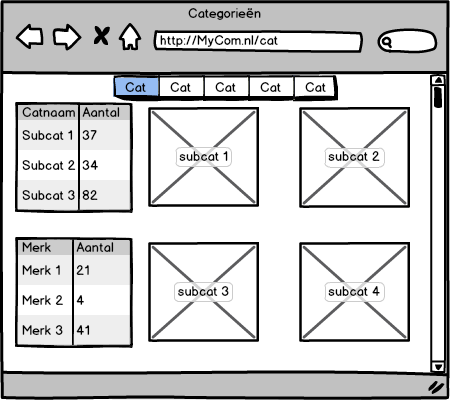 Categorieën
http://MyCom.nl/cat
Cat Cat Cat Cat Cat
Catnaam Aantal
Subcat 1 37
Subcat 2 34
Subcat 3 82
subcat 1
subcat 2
Merk Aantal
Merk 1 21
Merk 2 4
Merk 3 41
subcat 3
subcat 4